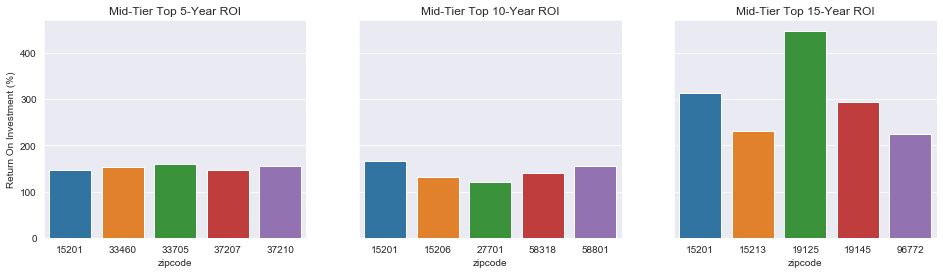 Mid-Tier Top 5-Year ROI
Return On Investment (%)
400
300
200
100
0
15201 33460 33705 37207 37210
zipcode
Mid-Tier Top 10-Year ROI
15201 15206 27701 58318 58801
zipcode
Mid-Tier Top 15-Year ROI
15201 15213 19125 19145 96772
zipcode